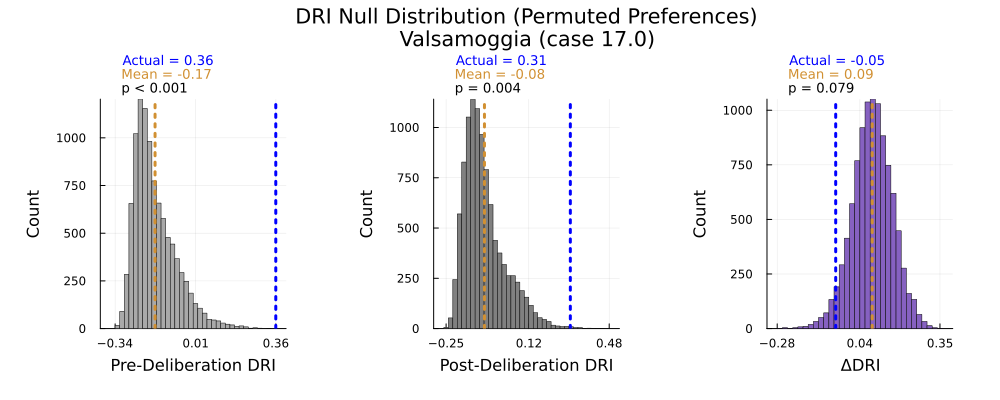 DRI Null Distribution (Permuted Preferences)
Valsamoggia (case 17.0)
Actual = 0.36
Mean = -0.17
p < 0.001
Count
1000
750
500
250
0
−0.34
0.01
0.36
Pre-Deliberation DRI
Actual = 0.31
Mean = -0.08
p = 0.004
Count
1000
750
500
250
0
−0.25
0.12
0.48
Post-Deliberation DRI
Actual = -0.05
Mean = 0.09
p = 0.079
Count
1000
750
500
250
0
−0.28
0.04
0.35
ΔDRI